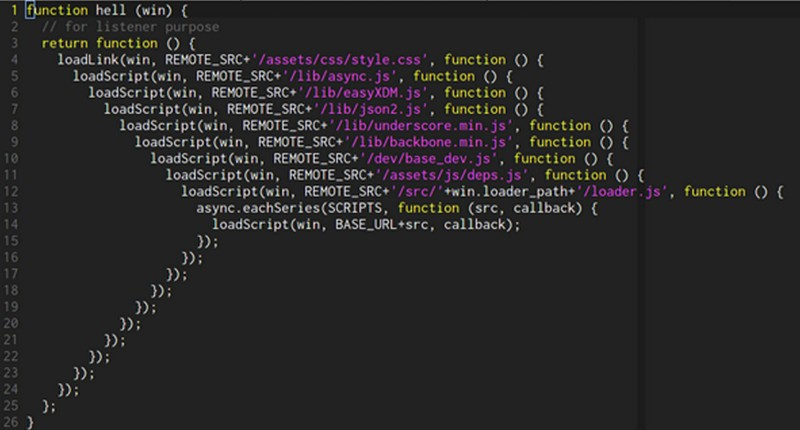 1 function hell (win) {
2 // for listener purpose
3 return function () {
4 loadLink(win, REMOTE_SRC+'/assets/css/style.css', function () {
5 loadScript(win, REMOTE_SRC+'/lib/async.js', function () {
6 loadScript(win, REMOTE_SRC+'/lib/easyXDM.js', function () {
7 loadScript(win, REMOTE_SRC+'/lib/json2.js', function () {
8 loadScript(win, REMOTE_SRC+'/lib/underscore.min.js', function () {
9 loadScript(win, REMOTE_SRC+'/lib/backbone.min.js', function () {
10 loadScript(win, REMOTE_SRC+'/dev/base_dev.js', function () {
11 loadScript(win, REMOTE_SRC+'/assets/js/deps.js', function () {
12 loadScript(win, REMOTE_SRC+'/src/'+win.loader_path+'/loader.js', function () {
13 async.eachSeries(SCRIPTS, function (src, callback) {
14 loadScript(win, BASE_URL+src, callback);
15 });
16 });
17 });
18 });
19 });
20 });
21 });
22 });
23 });
24 });
25 };
26 }